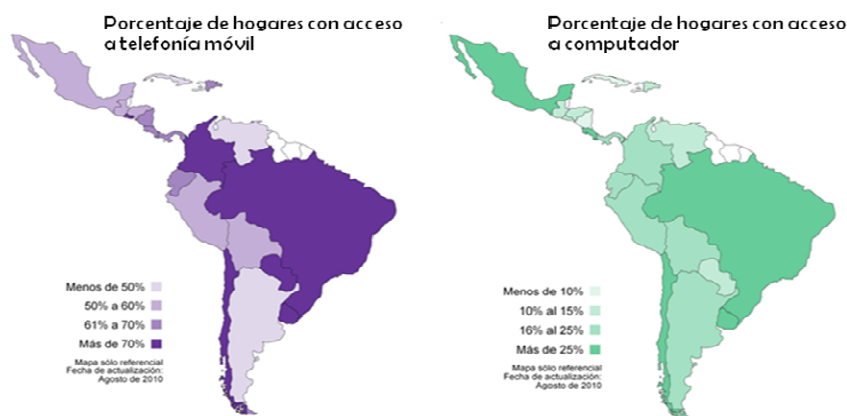 Porcentaje de hogares con acceso
a telefonía móvil
Menos de 50%
50% a 60%
61% a 70%
Más de 70%
Mapa sólo referencial
Fecha de actualización:
Agosto de 2010
Porcentaje de hogares con acceso
a computador
Menos de 10%
10% al 15%
16% al 25%
Más de 25%
Mapa sólo referencial
Fecha de actualización:
Agosto de 2010